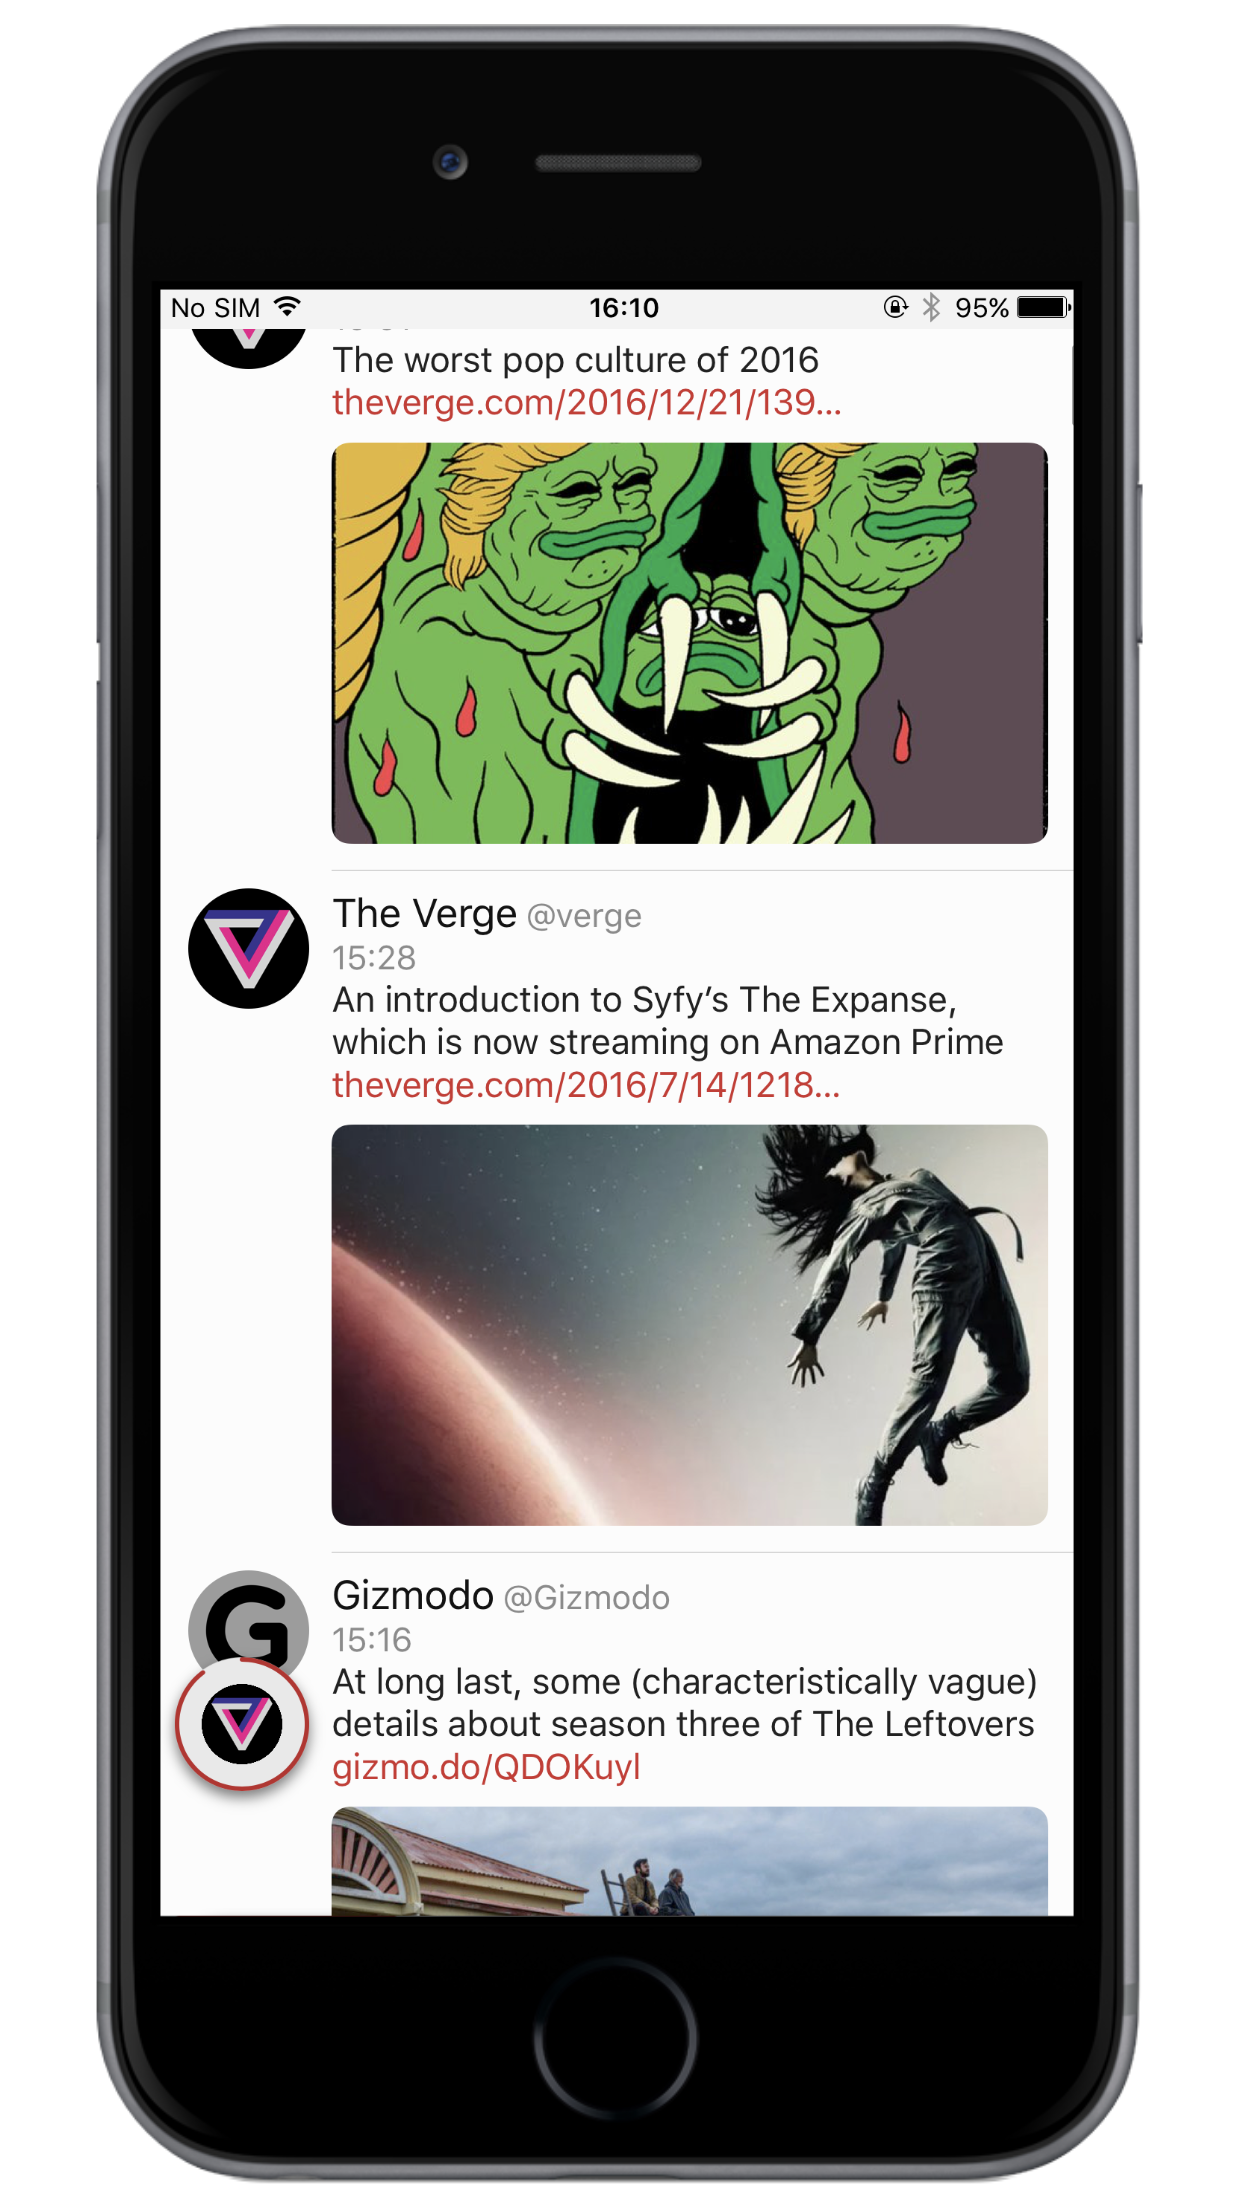 No SIM 16:10 95%
The worst pop culture of 2016
theverge.com/2016/12/21/139...
The Verge @verge
15:28
An introduction to Syfy’s The Expanse,
which is now streaming on Amazon Prime
theverge.com/2016/7/14/1218...
G
Gizmodo @Gizmodo
15:16
At long last, some (characteristically vague)
details about season three of The Leftovers
gizmo.do/QDOKuyl